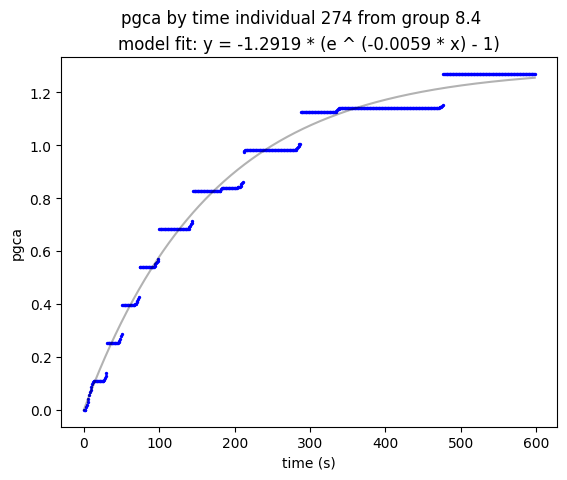 pgca by time individual 274 from group 8.4
model fit: y = -1.2919 * (e ^ (-0.0059 * x) - 1)
1.2
1.0
0.8
0.6
0.4
0.2
0.0
pgca
0 100 200 300 400 500 600
time (s)